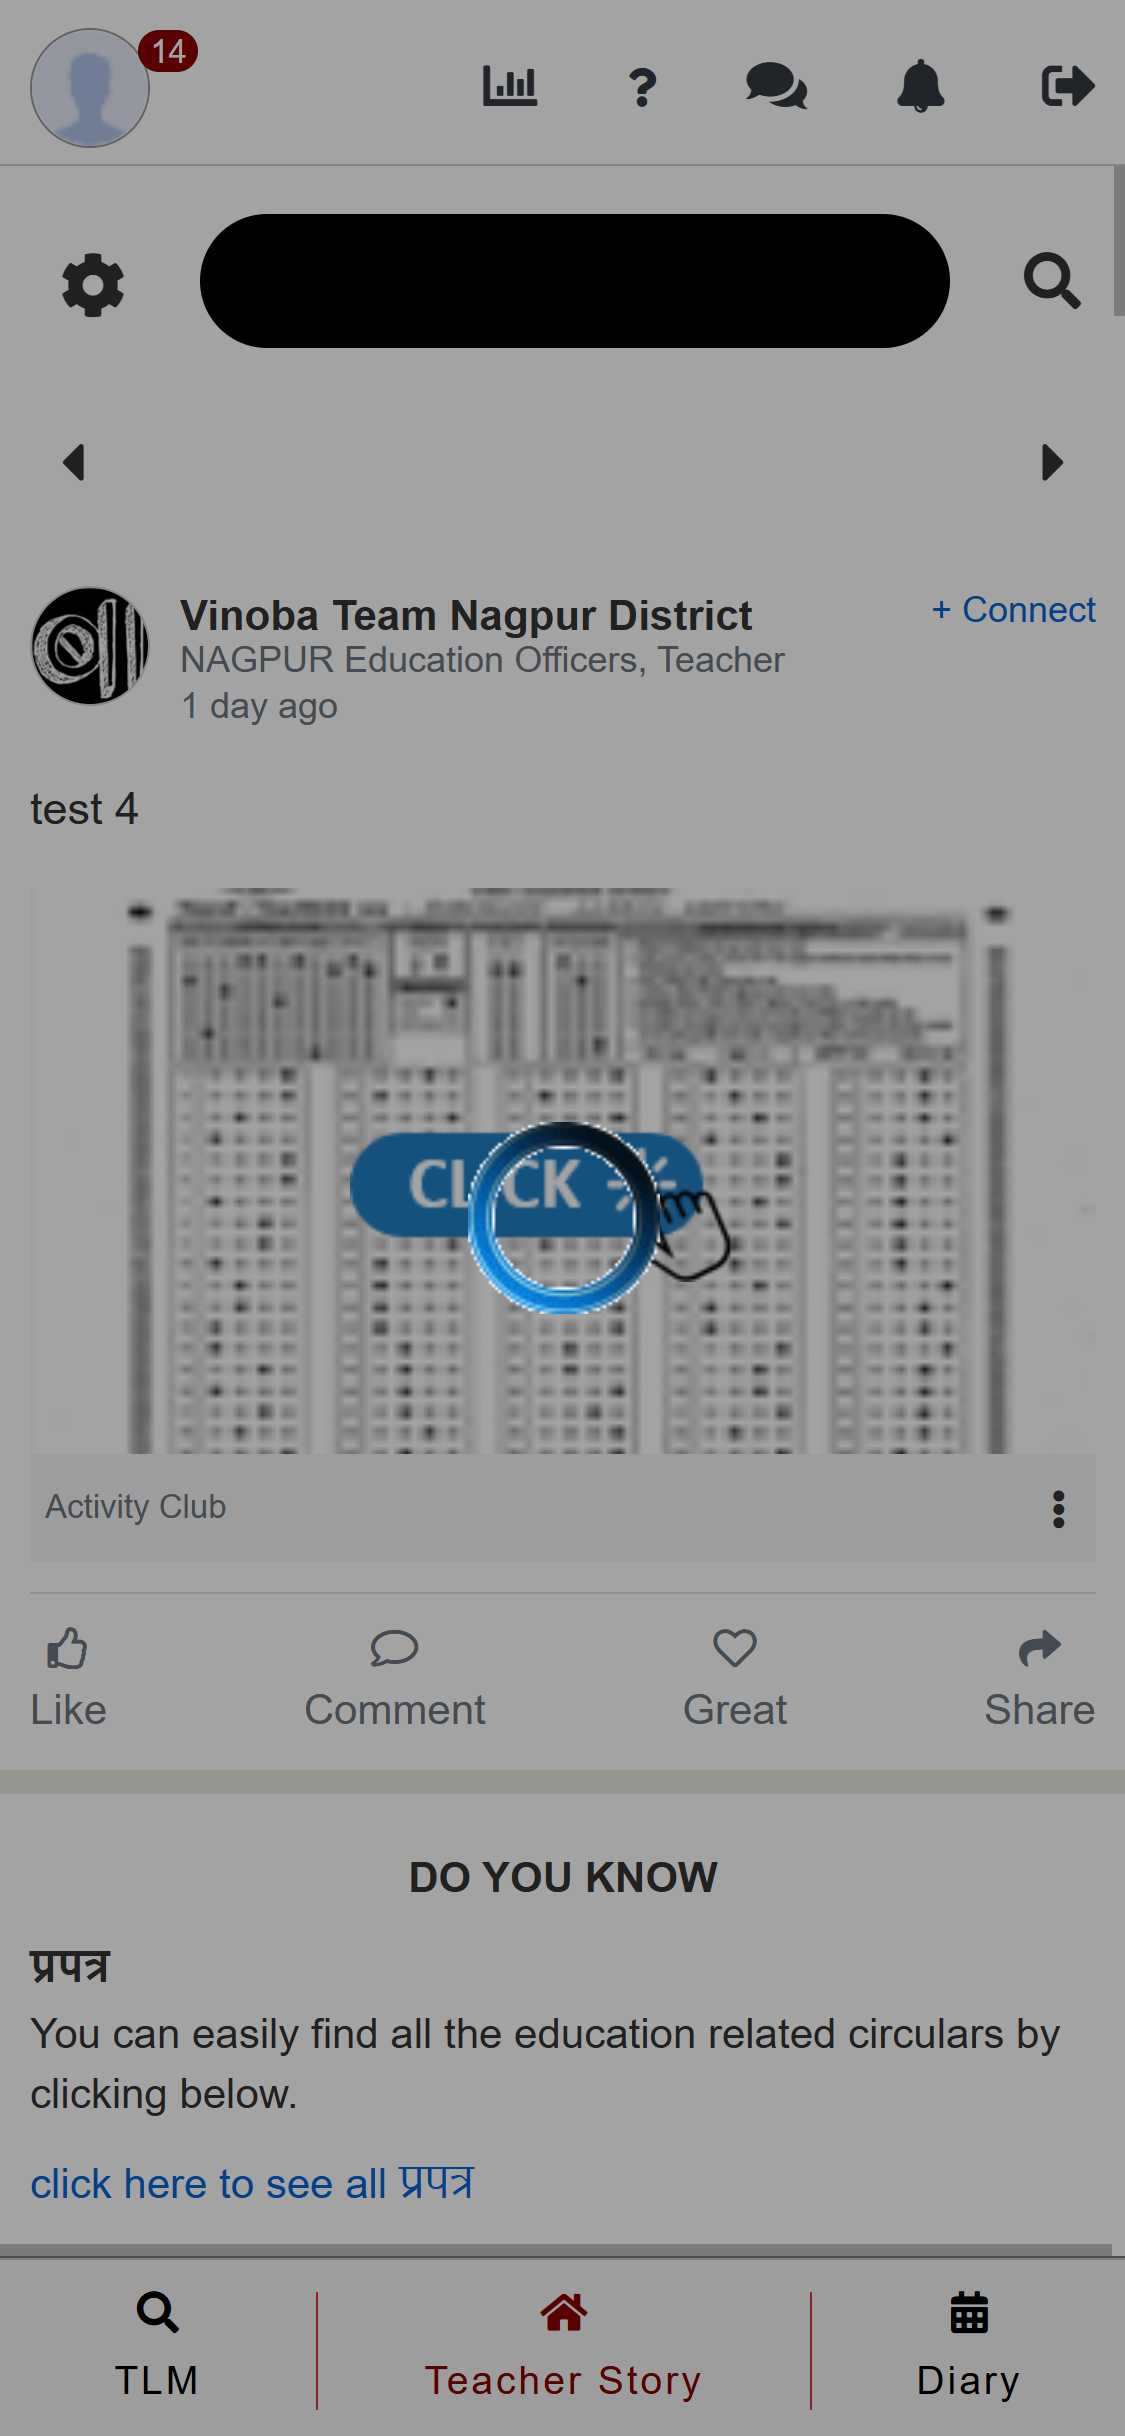 14
Vinoba Team Nagpur District
+ Connect
NAGPUR Education Officers, Teacher
1 day ago
test 4
CLICK
Activity Club
Like
Comment
Great
Share
DO YOU KNOW
प्रपत्र
You can easily find all the education related circulars by
clicking below.
click here to see all प्रपत्र
TLM
Teacher Story
Diary